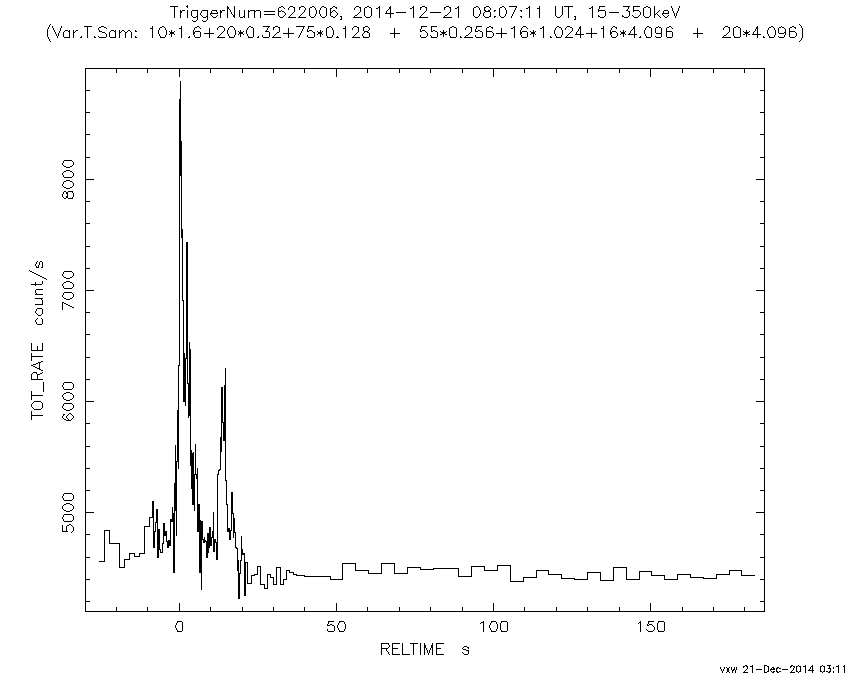 TriggerNum=622006, 2014-12-21 08:07:11 UT, 15-350keV
(Var.T.Sam: 10*1.6+20*0.32+75*0.128 + 55*0.256+16*1.024+16*4.096 + 20*4.096)
8000
7000
6000
5000
TOT_RATE count/s
0 50 100 150
RELTIME s
vxw 21-Dec-2014 03:11